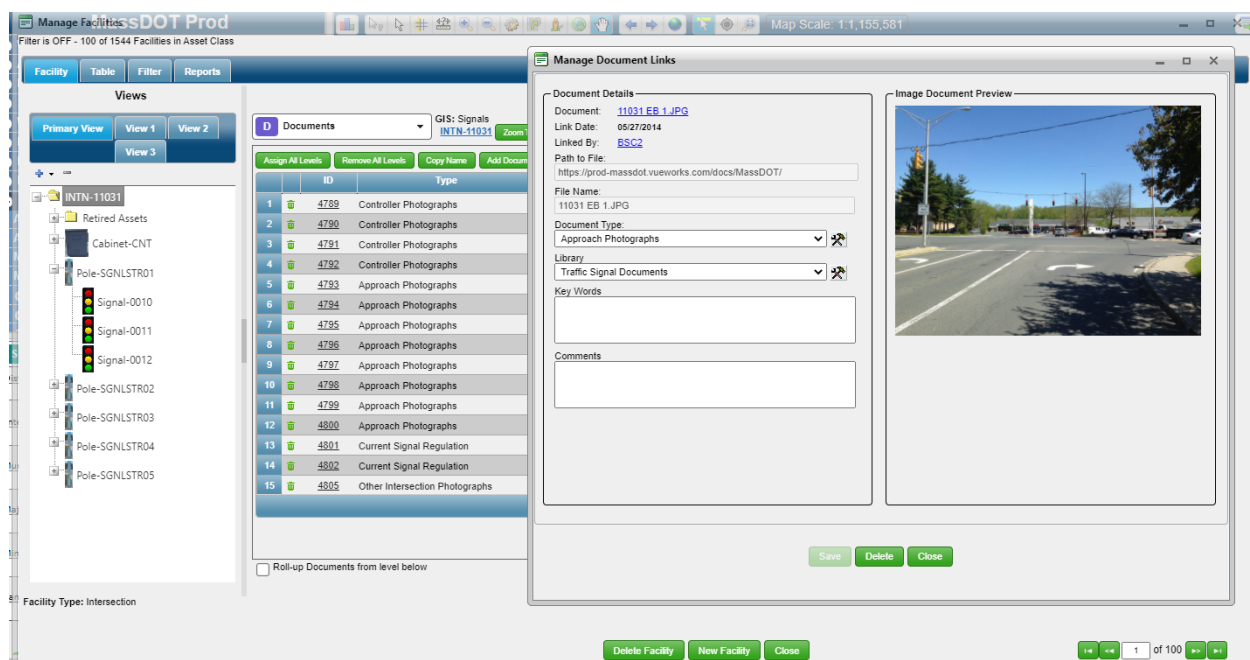 Manage Facilities
MassDOT Prod
Map Scale: 1:1,155,581
Filter is OFF - 100 of 1544 Facilities in Asset Class
Facility Table Filter Reports
Views
Primary View View 1 View 2
View 3
INTN-11031
Retired Assets
Cabinet-CNT
Pole-SGNLSTR01
Signal-0010
Signal-0011
Signal-0012
Pole-SGNLSTR02
Pole-SGNLSTR03
Pole-SGNLSTR04
Pole-SGNLSTR05
Facility Type: Intersection
D Documents
GIS: Signals
INTN-11031 Zoom
Assign All Levels Remove All Levels Copy Name Add Docum
ID Type
1 4789 Controller Photographs
2 4790 Controller Photographs
3 4791 Controller Photographs
4 4792 Controller Photographs
5 4793 Approach Photographs
6 4794 Approach Photographs
7 4795 Approach Photographs
8 4796 Approach Photographs
9 4797 Approach Photographs
10 4798 Approach Photographs
11 4799 Approach Photographs
12 4800 Approach Photographs
13 4801 Current Signal Regulation
14 4802 Current Signal Regulation
15 4805 Other Intersection Photographs
Roll-up Documents from level below
Manage Document Links
Document Details
Document: 11031 EB 1.JPG
Link Date: 05/27/2014
Linked By: BSC2
Path to File:
https://prod-massdot.vueworks.com/docs/MassDOT/
File Name:
11031 EB 1.JPG
Document Type:
Approach Photographs
Library
Traffic Signal Documents
Key Words
Comments
Image Document Preview
Save Delete Close
Delete Facility New Facility Close
1 of 100